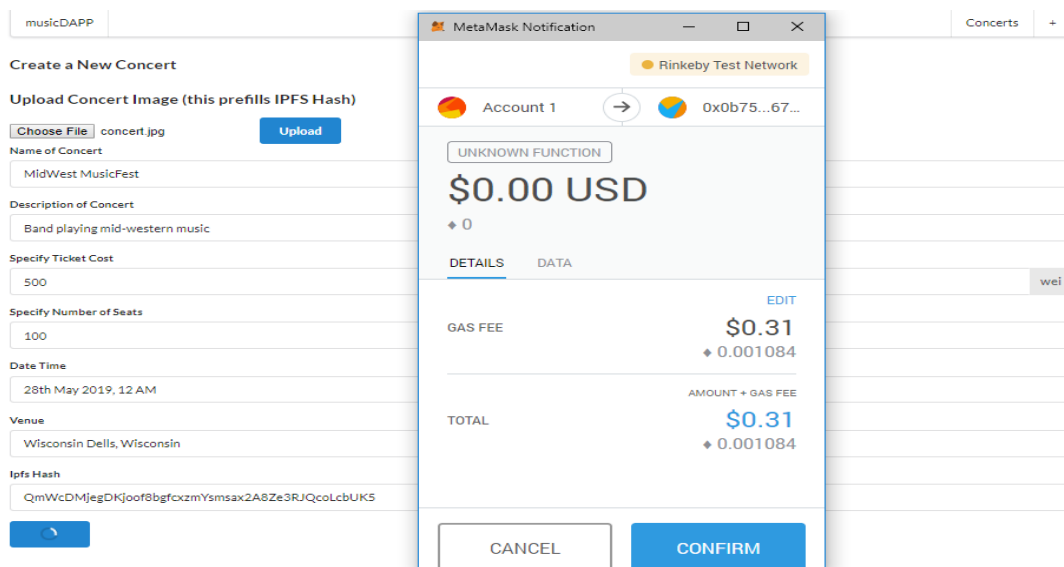 musicDAPP
Concerts
+
Create a New Concert
Upload Concert Image (this prefills IPFS Hash)
Choose File concert.jpg
Upload
Name of Concert
MidWest MusicFest
Description of Concert
Band playing mid-western music
Specify Ticket Cost
500
wei
Specify Number of Seats
100
Date Time
28th May 2019, 12 AM
Venue
Wisconsin Dells, Wisconsin
Ipfs Hash
QmWcDMjegDKjoof8bgfcxzmYsmsax2A8Ze3RJQcoLcbUK5
MetaMask Notification
Rinkeby Test Network
Account 1
0x0b75...67...
UNKNOWN FUNCTION
$0.00 USD
0
DETAILS DATA
EDIT
GAS FEE
$0.31
0.001084
AMOUNT + GAS FEE
TOTAL
$0.31
0.001084
CANCEL
CONFIRM